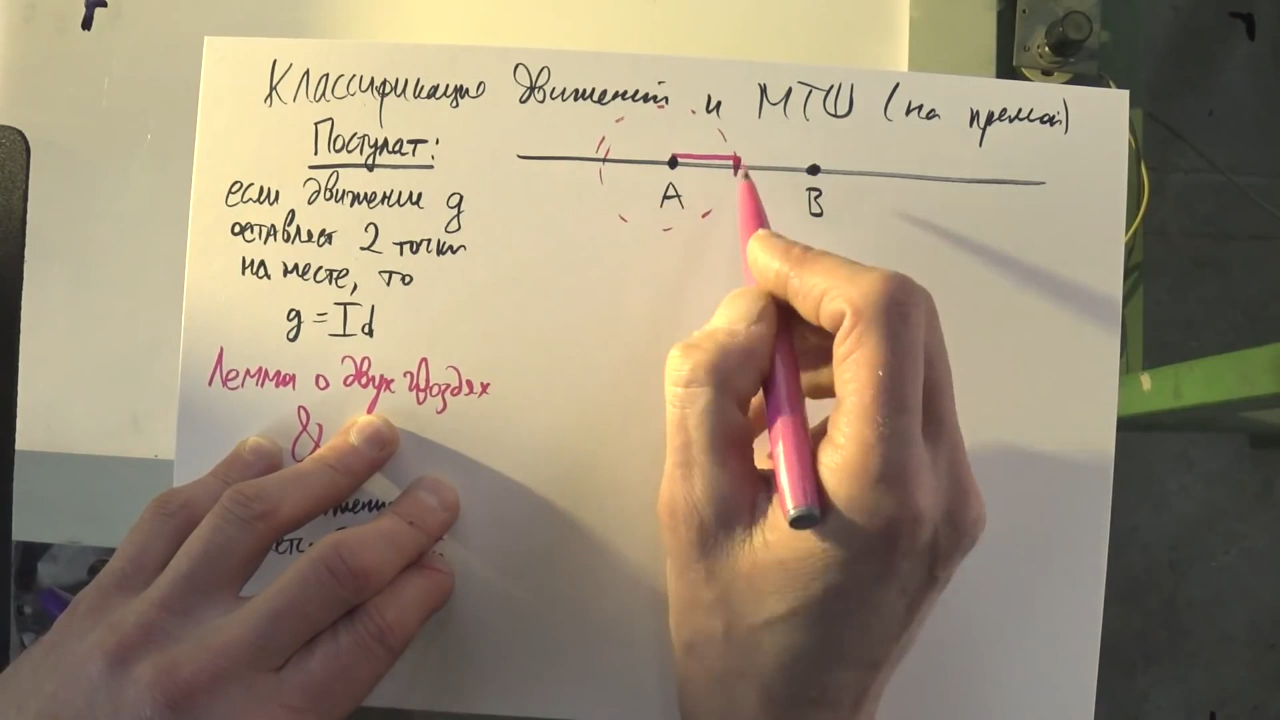 Классификация движений и МТШ (на прямой)
Постулат:
если движение g
оставляет 2 точки
на месте, то
g = Id
Лемма о двух гвоздях
&
A
B